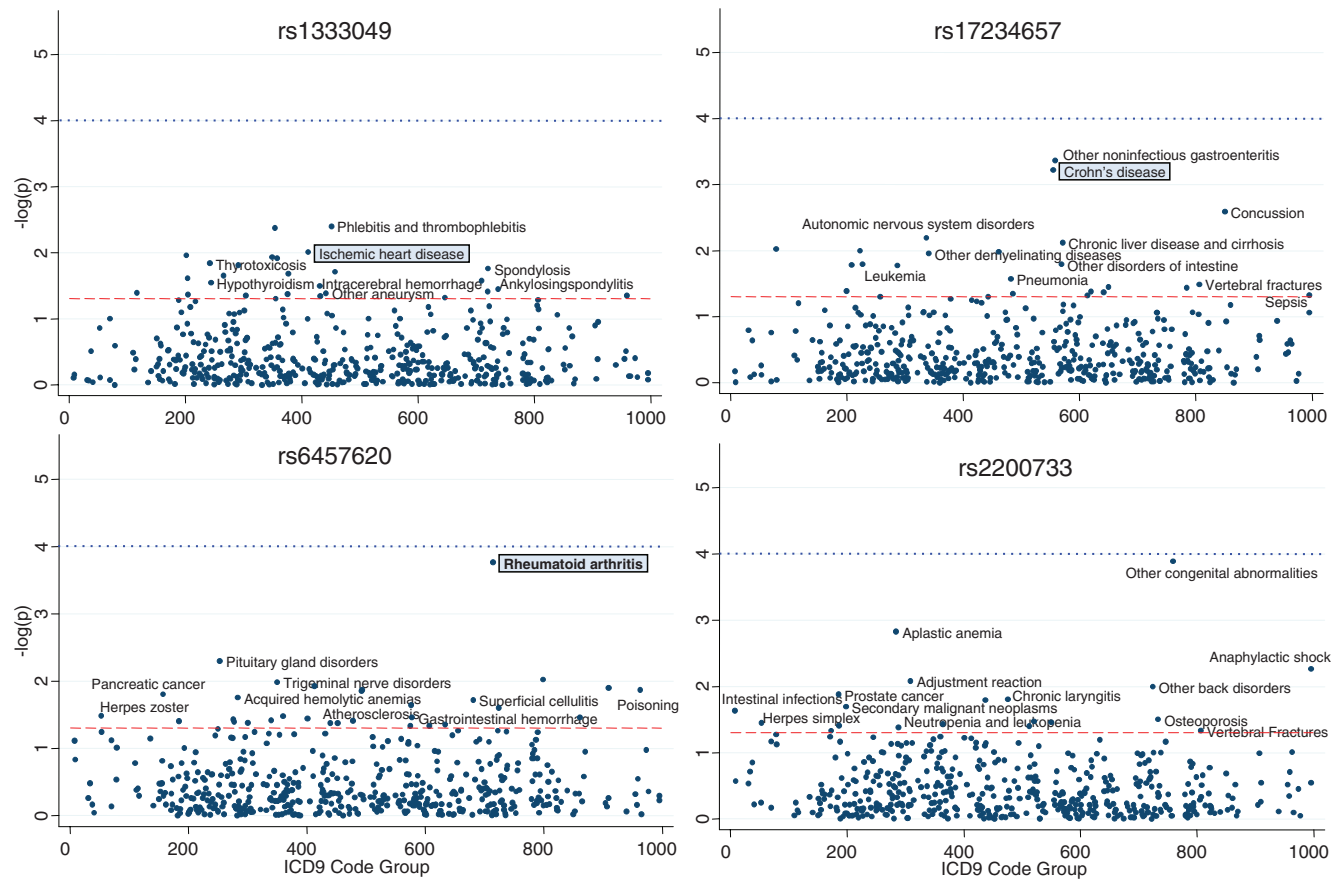 rs1333049
5
4
3
2
1
0
-log(p)
Phlebitis and thrombophlebitis
Ischemic heart disease
Thyrotoxicosis
Spondylosis
Hypothyroidism
Intracerebral hemorrhage
Ankylosingspondylitis
Other aneurysm
0 200 400 600 800 1000
rs17234657
5
4
3
2
1
0
Other noninfectious gastroenteritis
Crohn's disease
Concussion
Autonomic nervous system disorders
Chronic liver disease and cirrhosis
Other demyelinating diseases
Other disorders of intestine
Leukemia
Pneumonia
Vertebral fractures
Sepsis
0 200 400 600 800 1000
rs6457620
5
4
3
2
1
0
-log(p)
Rheumatoid arthritis
Pituitary gland disorders
Pancreatic cancer
Trigeminal nerve disorders
Herpes zoster
Acquired hemolytic anemias
Superficial cellulitis
Poisoning
Atherosclerosis
Gastrointestinal hemorrhage
0 200 400 600 800 1000
ICD9 Code Group
rs2200733
5
4
3
2
1
0
Other congenital abnormalities
Aplastic anemia
Anaphylactic shock
Adjustment reaction
Other back disorders
Intestinal infections
Prostate cancer
Chronic laryngitis
Secondary malignant neoplasms
Herpes simplex
Neutropenia and leukopenia
Osteoporosis
Vertebral Fractures
0 200 400 600 800 1000
ICD9 Code Group